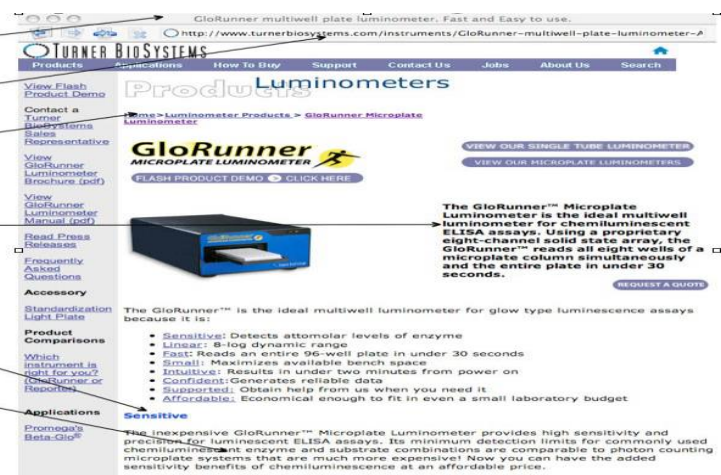 GloRunner multiwell plate luminometer. Fast and Easy to use.
http://www.turnerbiosystems.com/instruments/GloRunner-multiwell-plate-luminometer-A
TURNER BIOSYSTEMS
Products Applications How To Buy Support Contact Us Jobs About Us Search
Products
Luminometers
Home>Luminometer Products > GloRunner Microplate
Luminometer
View Flash
Product Demo
Contact a
Turner
BioSystems
Sales
Representative
View
GloRunner
Luminometer
Brochure (pdf)
View
GloRunner
Luminometer
Manual (pdf)
Read Press
Releases
Frequently
Asked
Questions
Accessory
Standardization
Light Plate
Product
Comparisons
Which
instrument is
right for you?
(GloRunner or
Reporter)
Applications
Promega's
Beta-Glo®
GloRunner
MICROPLATE LUMINOMETER
FLASH PRODUCT DEMO CLICK HERE
VIEW OUR SINGLE TUBE LUMINOMETER
VIEW OUR MICROPLATE LUMINOMETERS
The GloRunner™ Microplate
Luminometer is the ideal multiwell
luminometer for chemiluminescent
ELISA assays. Using a proprietary
eight-channel solid state array, the
GloRunner™ reads all eight wells of a
microplate column simultaneously
and the entire plate in under 30
seconds.
REQUEST A QUOTE
The GloRunner™ is the ideal multiwell luminometer for glow type luminescence assays
because it is:
• Sensitive: Detects attomolar levels of enzyme
• Linear: 8-log dynamic range
• Fast: Reads an entire 96-well plate in under 30 seconds
• Small: Maximizes available bench space
• Intuitive: Results in under two minutes from power on
• Confident:Generates reliable data
• Supported: Obtain help from us when you need it
• Affordable: Economical enough to fit in even a small laboratory budget
Sensitive
The inexpensive GloRunner™ Microplate Luminometer provides high sensitivity and
precision for luminescent ELISA assays. Its minimum detection limits for commonly used
chemiluminescent enzyme and substrate combinations are comparable to photon counting
microplate systems that are much more expensive! Now you can have the added
sensitivity benefits of chemiluminescence at an affordable price.